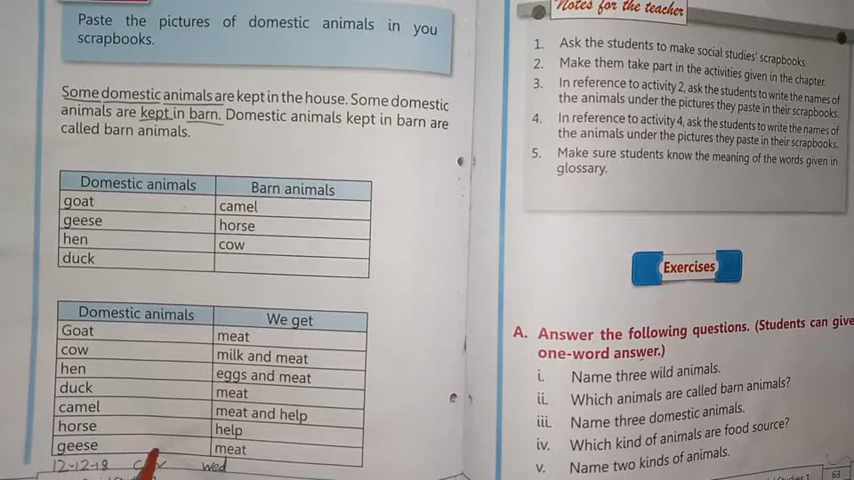 Paste the pictures of domestic animals in you
scrapbooks.
Some domestic animals are kept in the house. Some domestic
animals are kept in barn. Domestic animals kept in barn are
called barn animals.
Domestic animals Barn animals
goat camel
geese horse
hen cow
duck
Domestic animals We get
Goat meat
cow milk and meat
hen eggs and meat
duck meat
camel meat and help
horse help
geese meat
12-12-18 Wed
Notes for the teacher
1. Ask the students to make social studies' scrapbooks.
2. Make them take part in the activities given in the chapter.
3. In reference to activity 2, ask the students to write the names of
the animals under the pictures they paste in their scrapbooks.
4. In reference to activity 4, ask the students to write the names of
the animals under the pictures they paste in their scrapbooks.
5. Make sure students know the meaning of the words given in
glossary.
Exercises
A. Answer the following questions. (Students can give
one-word answer.)
i. Name three wild animals.
ii. Which animals are called barn animals?
iii. Name three domestic animals.
iv. Which kind of animals are food source?
v. Name two kinds of animals.
63